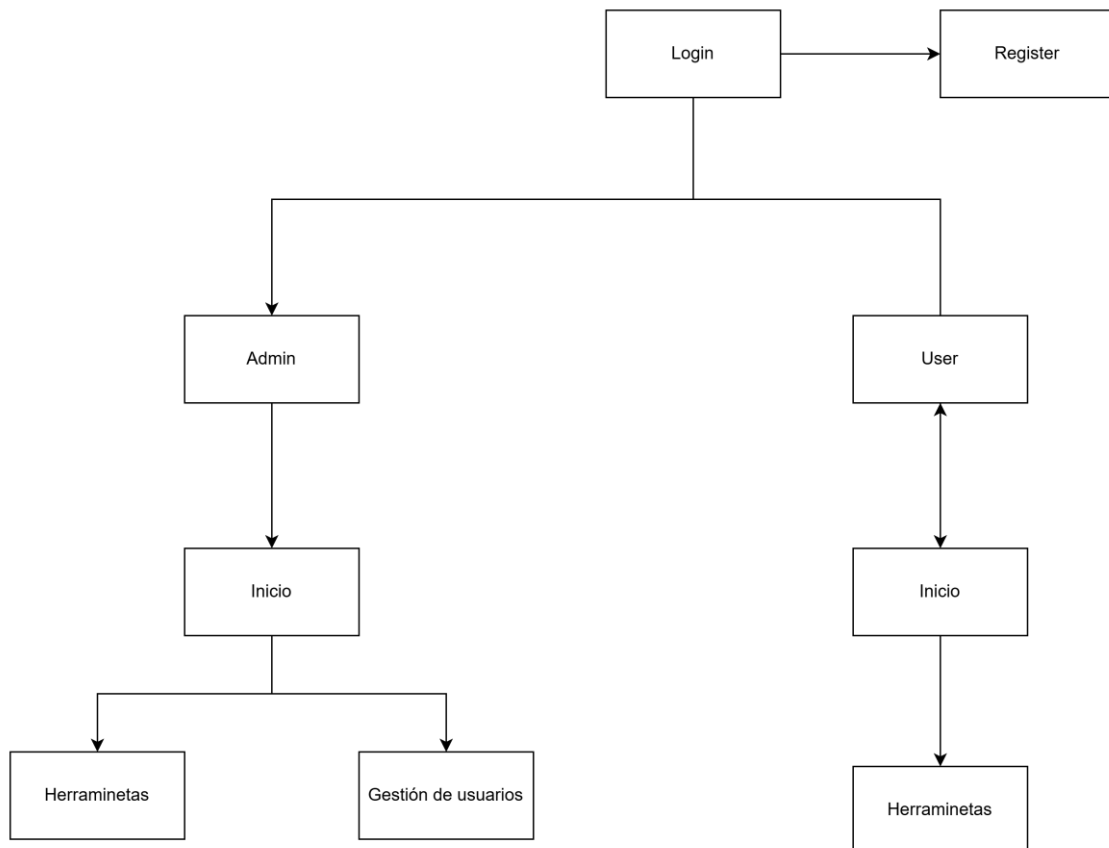 Login
Register
Admin
User
Inicio
Inicio
Herraminetas
Gestión de usuarios
Herraminetas